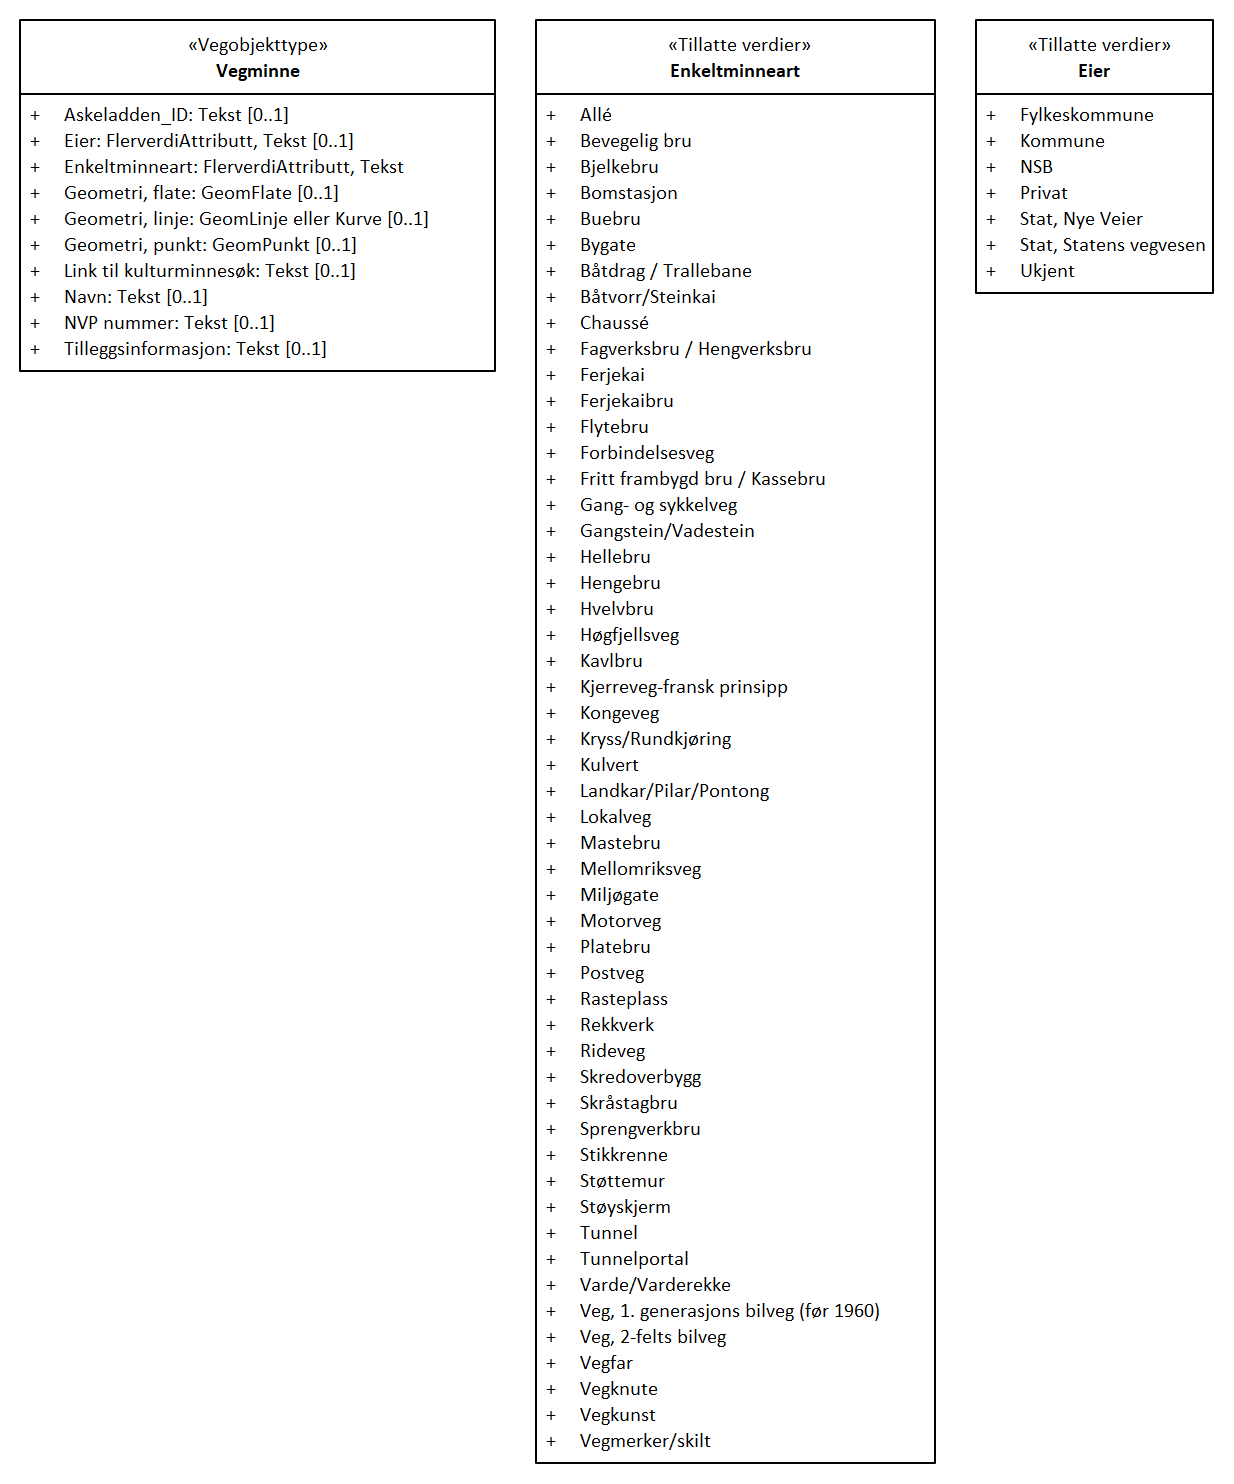 «Vegobjekttype»
Vegminne
+ Askeladden_ID: Tekst [0..1]
+ Eier: FlerverdiAttributt, Tekst [0..1]
+ Enkeltminneart: FlerverdiAttributt, Tekst
+ Geometri, flate: GeomFlate [0..1]
+ Geometri, linje: GeomLinje eller Kurve [0..1]
+ Geometri, punkt: GeomPunkt [0..1]
+ Link til kulturminnesøk: Tekst [0..1]
+ Navn: Tekst [0..1]
+ NVP nummer: Tekst [0..1]
+ Tilleggsinformasjon: Tekst [0..1]
«Tillatte verdier»
Enkeltminneart
+ Allé
+ Bevegelig bru
+ Bjelkebru
+ Bomstasjon
+ Buebru
+ Bygate
+ Båtdrag / Trallebane
+ Båtvorr/Steinkai
+ Chaussé
+ Fagverksbru / Hengverksbru
+ Ferjekai
+ Ferjekaibru
+ Flytebru
+ Forbindelsesveg
+ Fritt frambygd bru / Kassebru
+ Gang- og sykkelveg
+ Gangstein/Vadestein
+ Hellebru
+ Hengebru
+ Hvelvbru
+ Høgfjellsveg
+ Kavlbru
+ Kjerreveg-fransk prinsipp
+ Kongeveg
+ Kryss/Rundkjøring
+ Kulvert
+ Landkar/Pilar/Pontong
+ Lokalveg
+ Mastebru
+ Mellomriksveg
+ Miljøgate
+ Motorveg
+ Platebru
+ Postveg
+ Rasteplass
+ Rekkverk
+ Rideveg
+ Skredoverbygg
+ Skråstagbru
+ Sprengverkbru
+ Stikkrenne
+ Støttemur
+ Støyskjerm
+ Tunnel
+ Tunnelportal
+ Varde/Varderekke
+ Veg, 1. generasjons bilveg (før 1960)
+ Veg, 2-felts bilveg
+ Vegfar
+ Vegknute
+ Vegkunst
+ Vegmerker/skilt
«Tillatte verdier»
Eier
+ Fylkeskommune
+ Kommune
+ NSB
+ Privat
+ Stat, Nye Veier
+ Stat, Statens vegvesen
+ Ukjent